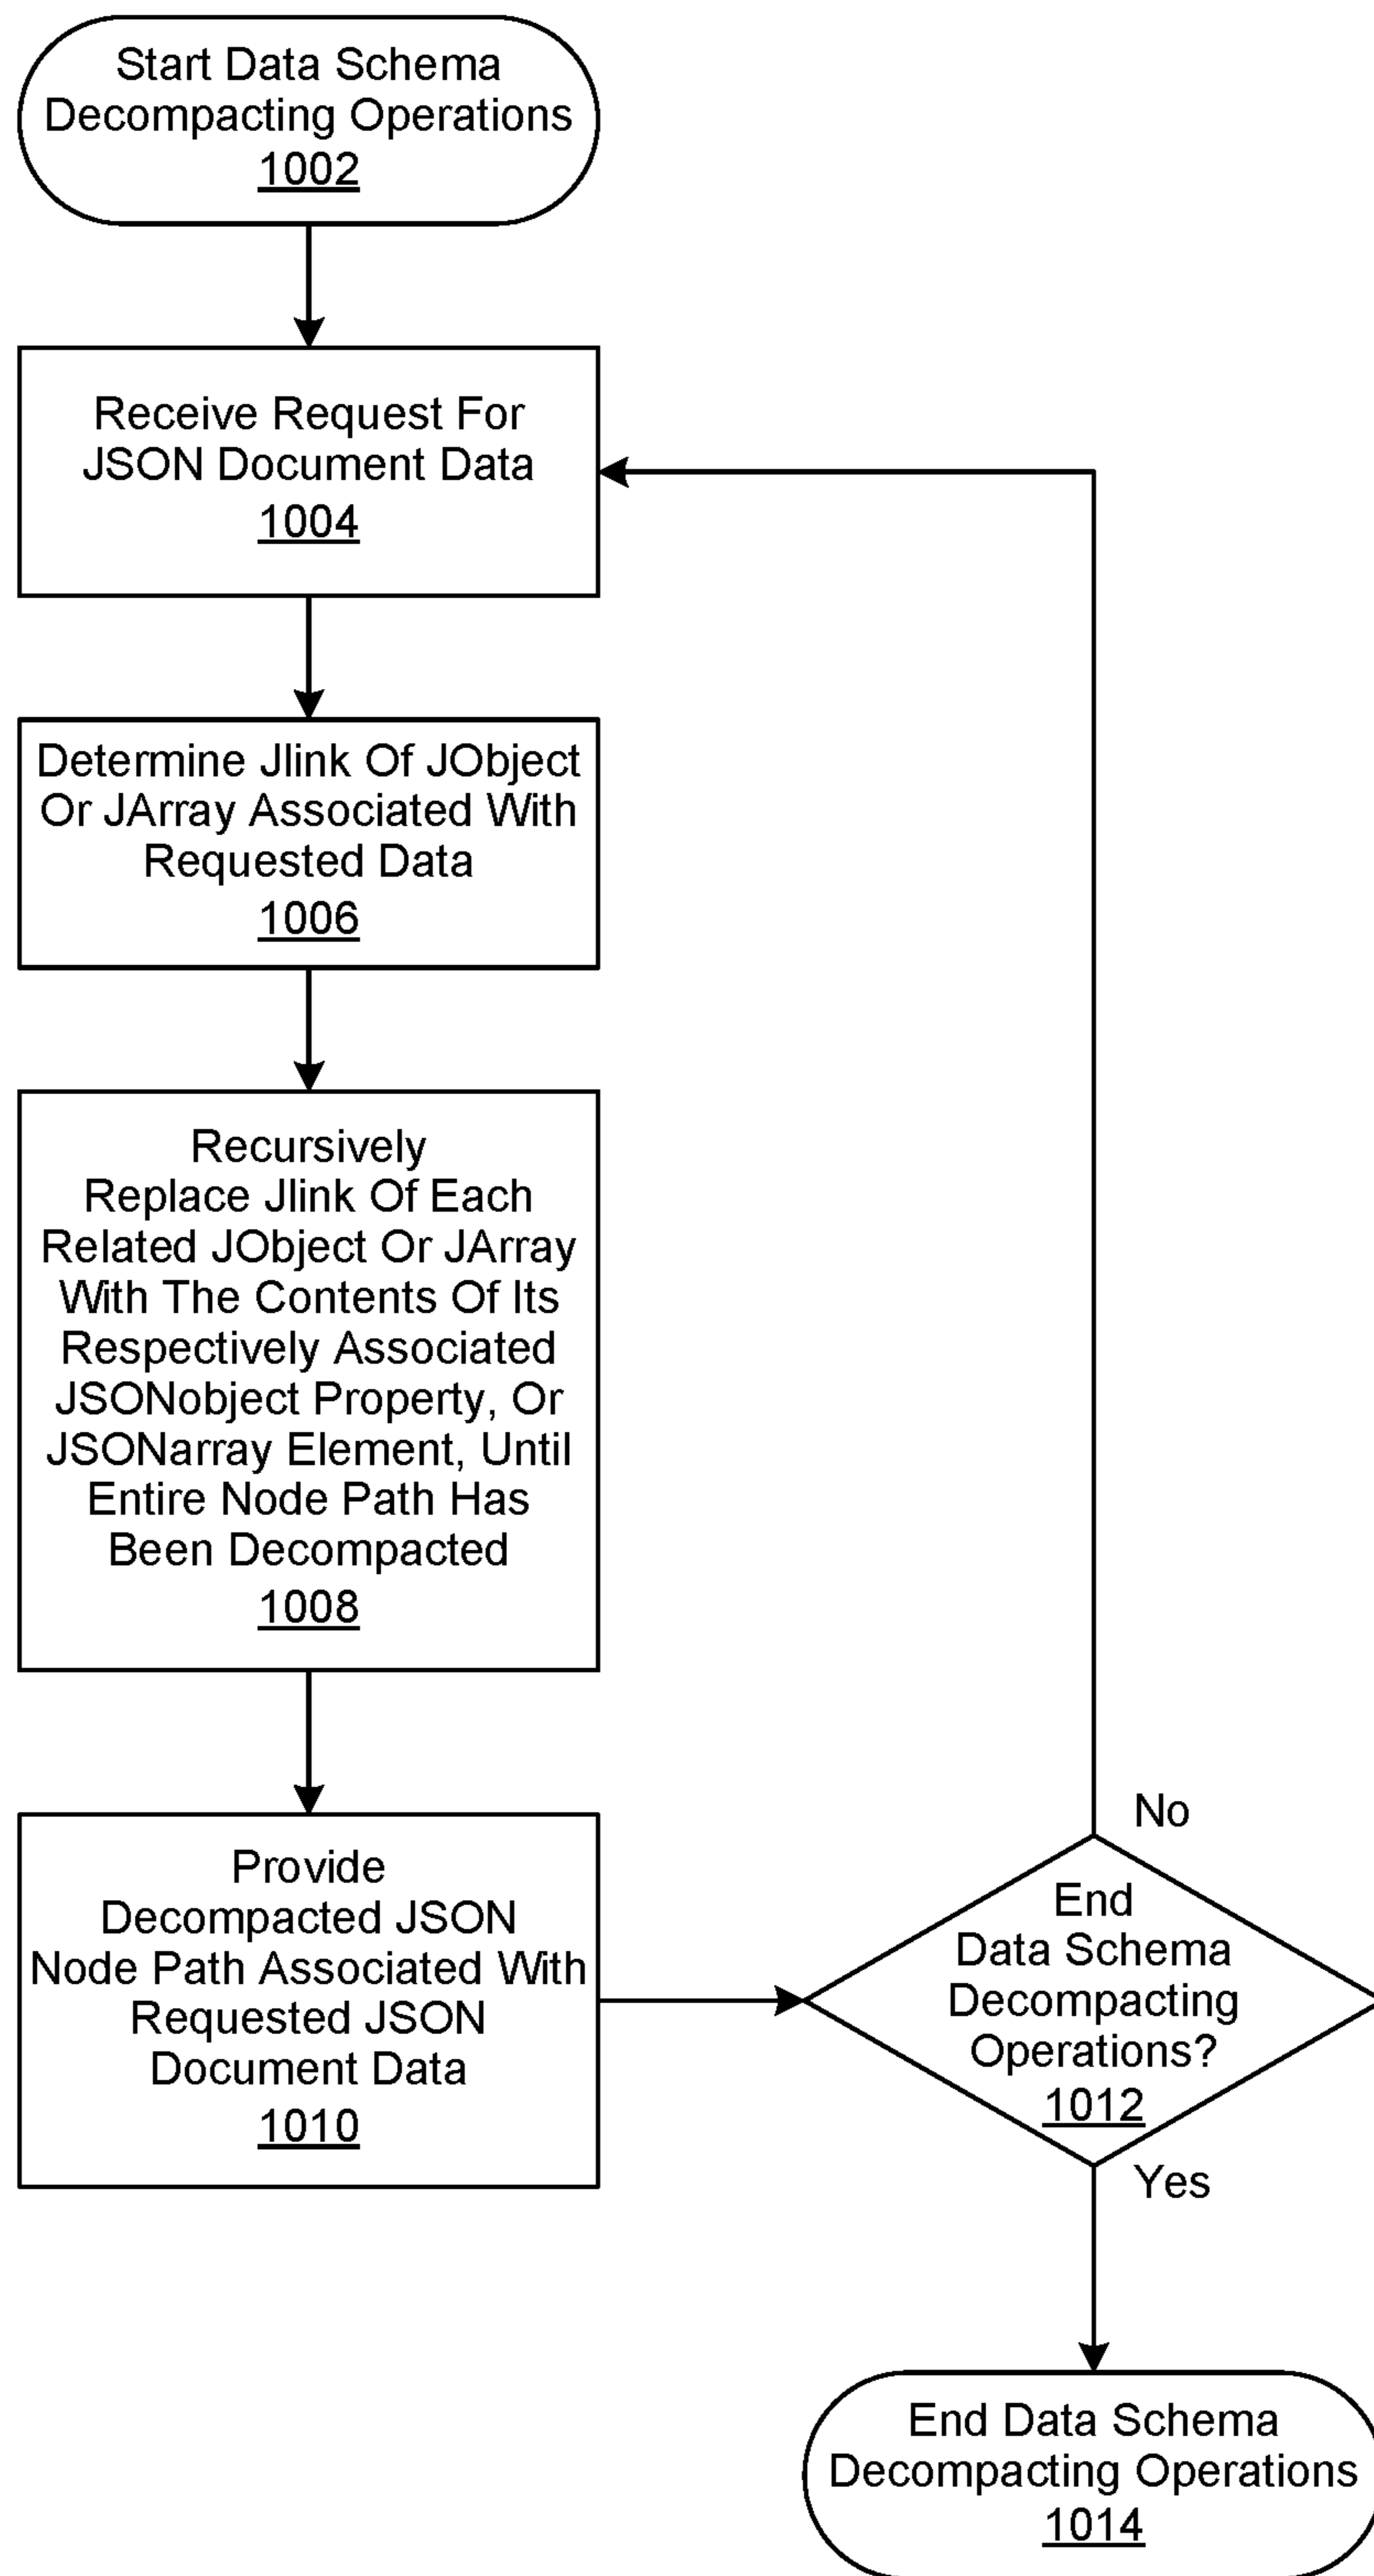 Start Data Schema
Decompacting Operations
1002
Receive Request For
JSON Document Data
1004
Determine Jlink Of JObject
Or JArray Associated With
Requested Data
1006
Recursively
Replace Jlink Of Each
Related JObject Or JArray
With The Contents Of Its
Respectively Associated
JSONobject Property, Or
JSONarray Element, Until
Entire Node Path Has
Been Decompacted
1008
Provide
Decompacted JSON
Node Path Associated With
Requested JSON
Document Data
1010
No
End
Data Schema
Decompacting
Operations?
1012
Yes
End Data Schema
Decompacting Operations
1014